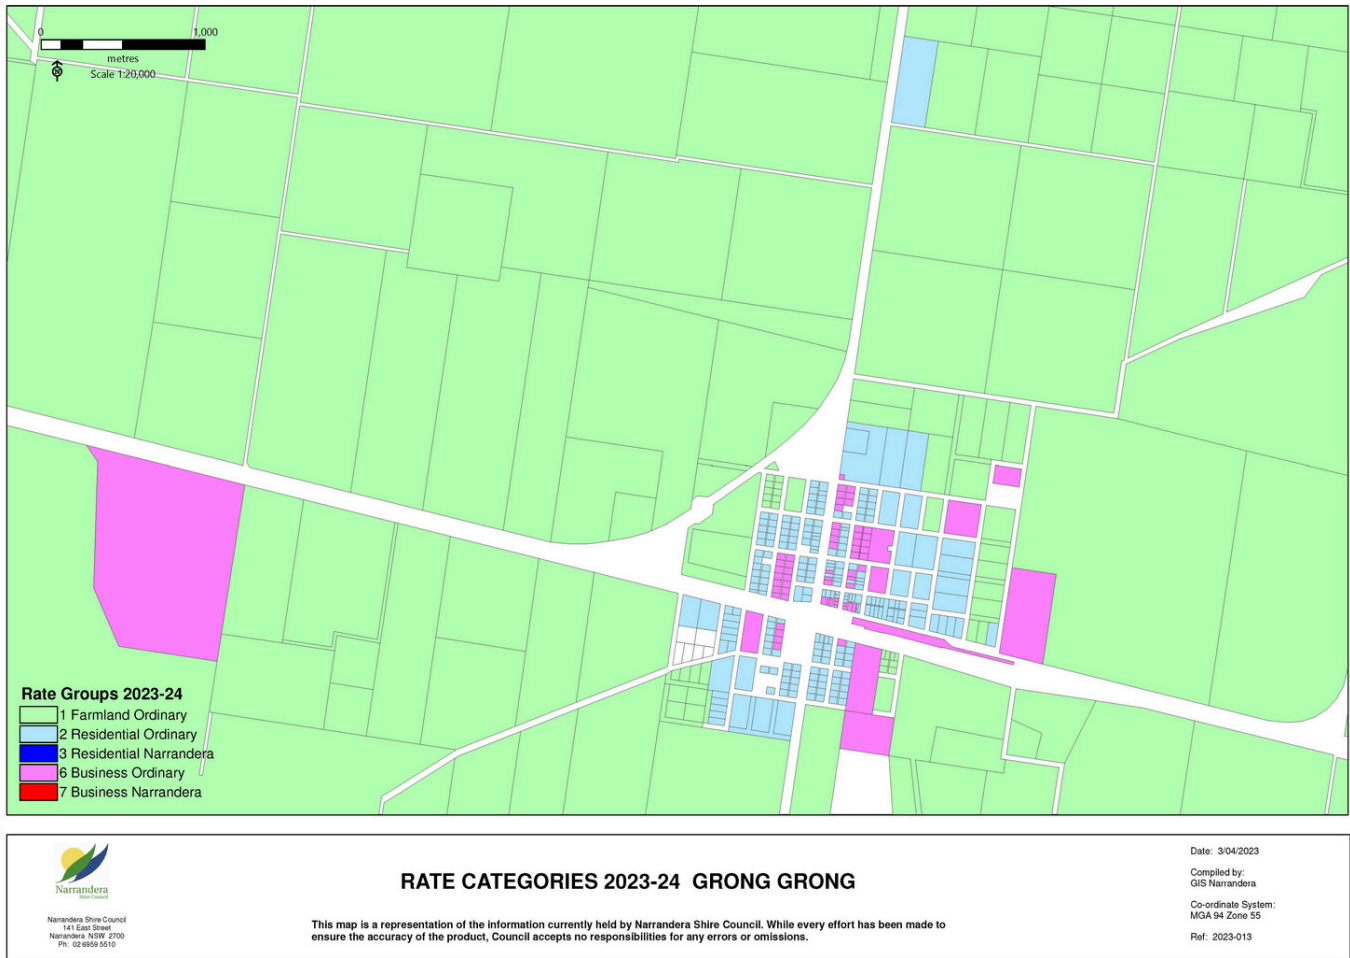 0 1,000
metres
Scale 1:20,000
Rate Groups 2023-24
1 Farmland Ordinary
2 Residential Ordinary
3 Residential Narrandera
6 Business Ordinary
7 Business Narrandera
Narrandera
Shire Council
Narrandera Shire Council
141 East Street
Narrandera NSW 2700
Ph: 02 6959 5510
RATE CATEGORIES 2023-24 GRONG GRONG
This map is a representation of the information currently held by Narrandera Shire Council. While every effort has been made to
ensure the accuracy of the product, Council accepts no responsibilities for any errors or omissions.
Date: 3/04/2023
Compiled by:
GIS Narrandera
Co-ordinate System:
MGA 94 Zone 55
Ref: 2023-013